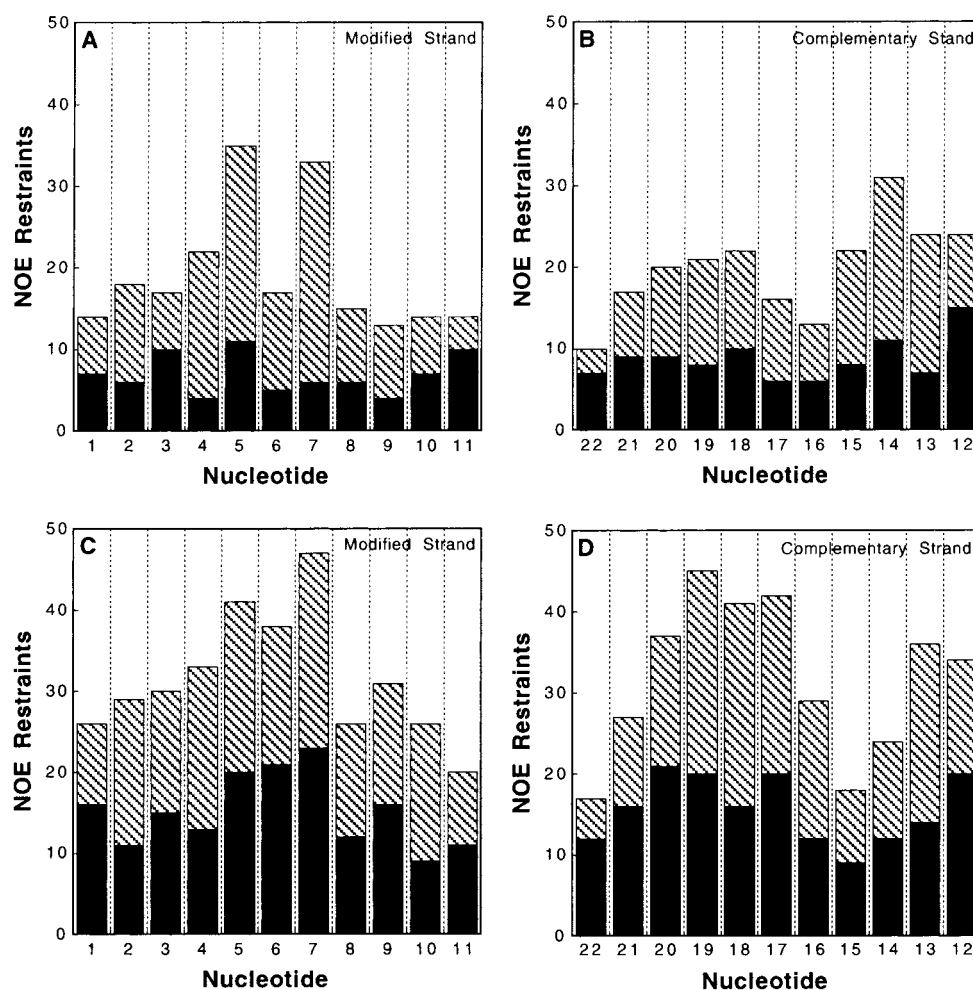 A
Modified Strand
NOE Restraints
50
40
30
20
10
0
1 2 3 4 5 6 7 8 9 10 11
Nucleotide
B
Complementary Stand
NOE Restraints
50
40
30
20
10
0
22 21 20 19 18 17 16 15 14 13 12
Nucleotide
C
Modified Strand
NOE Restraints
50
40
30
20
10
0
1 2 3 4 5 6 7 8 9 10 11
Nucleotide
D
Complementary Strand
NOE Restraints
50
40
30
20
10
0
22 21 20 19 18 17 16 15 14 13 12
Nucleotide